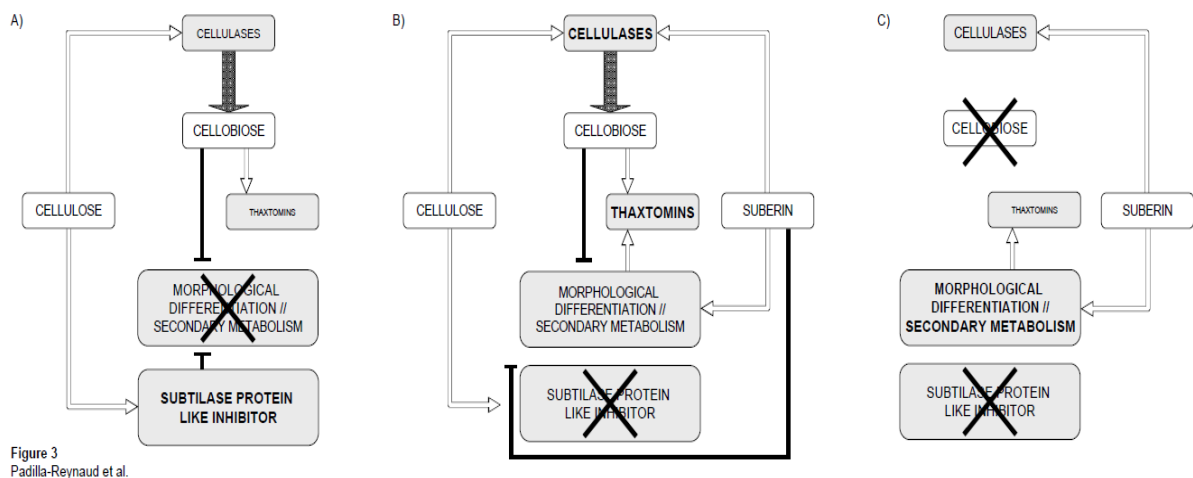 A)
CELLULASES
CELLOBIOSE
CELLULOSE
THAXTOMINS
MORPHOLOGICAL
DIFFERENTIATION //
SECONDARY METABOLISM
SUBTILASE PROTEIN
LIKE INHIBITOR
B)
CELLULASES
CELLOBIOSE
CELLULOSE
THAXTOMINS
SUBERIN
MORPHOLOGICAL
DIFFERENTIATION //
SECONDARY METABOLISM
SUBTILASE PROTEIN
LIKE INHIBITOR
C)
CELLULASES
CELLOBIOSE
THAXTOMINS
SUBERIN
MORPHOLOGICAL
DIFFERENTIATION //
SECONDARY METABOLISM
SUBTILASE PROTEIN
LIKE INHIBITOR
Figure 3
Padilla-Reynaud et al.